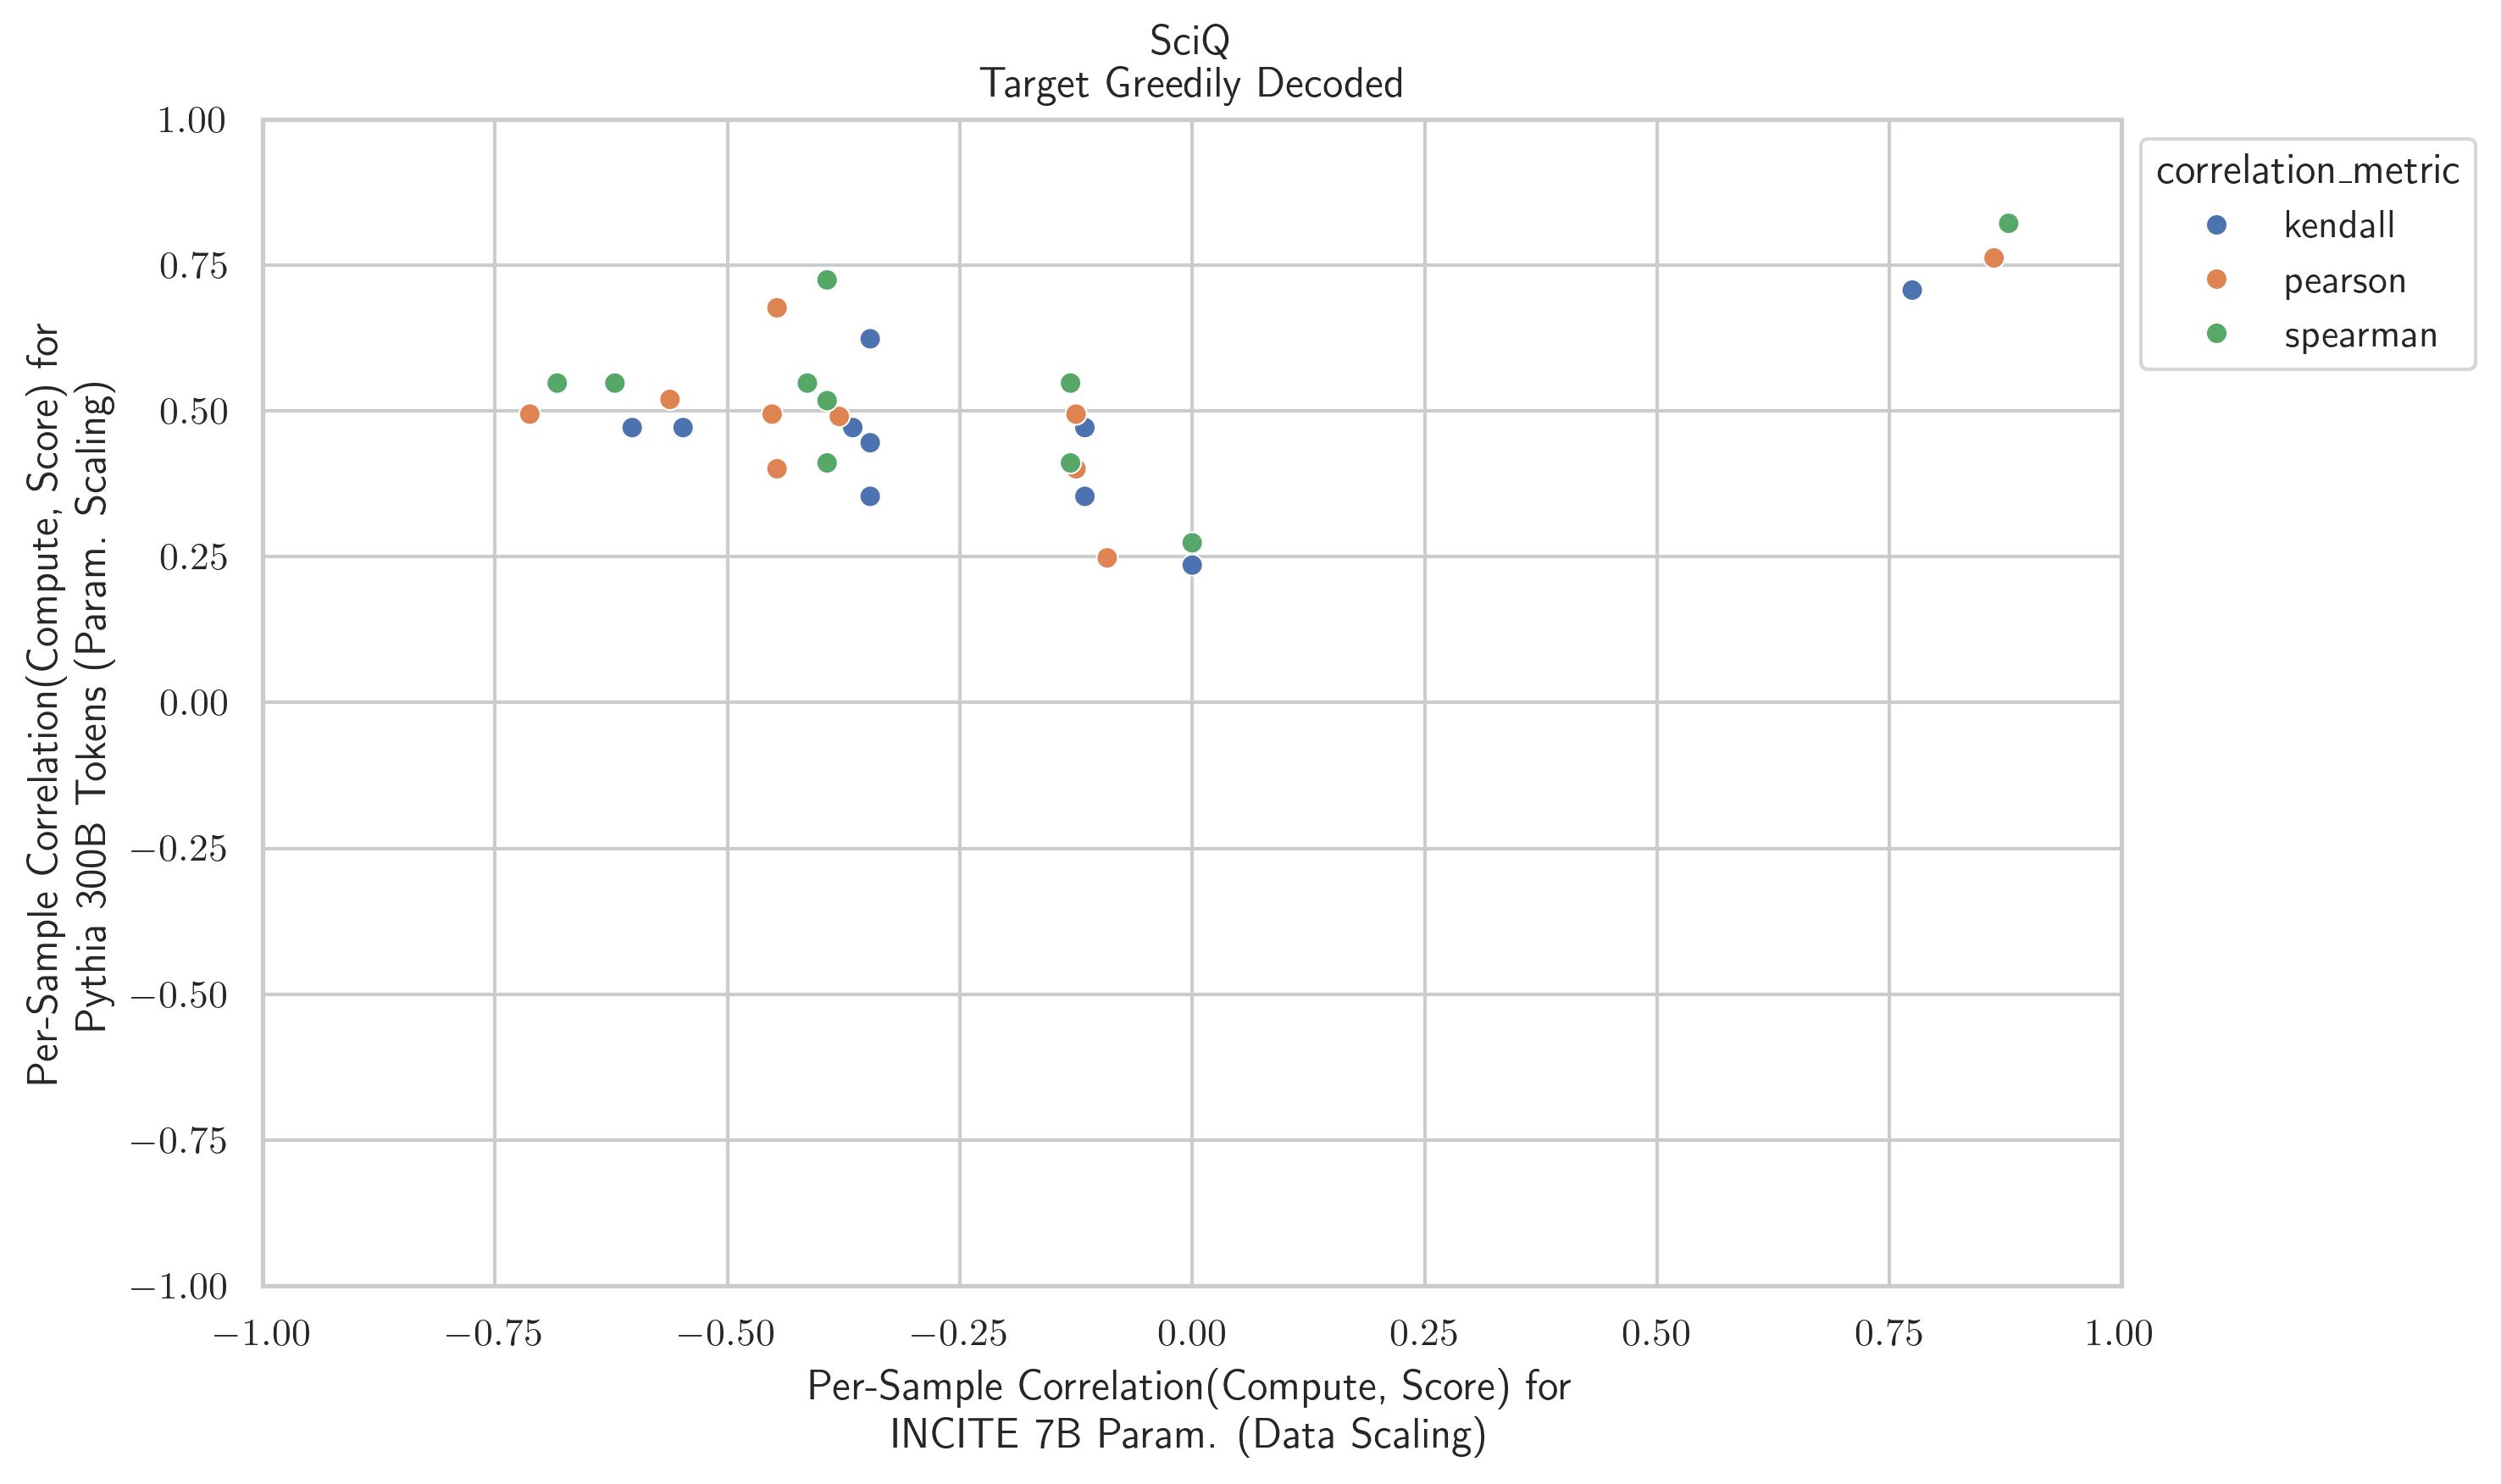 SciQ
Target Greedily Decoded
1.00
0.75
0.50
0.25
0.00
−0.25
−0.50
−0.75
−1.00
Per-Sample Correlation(Compute, Score) for
Pythia 300B Tokens (Param. Scaling)
−1.00
−0.75
−0.50
−0.25
0.00
0.25
0.50
0.75
1.00
Per-Sample Correlation(Compute, Score) for
INCITE 7B Param. (Data Scaling)
correlation_metric
kendall
pearson
spearman